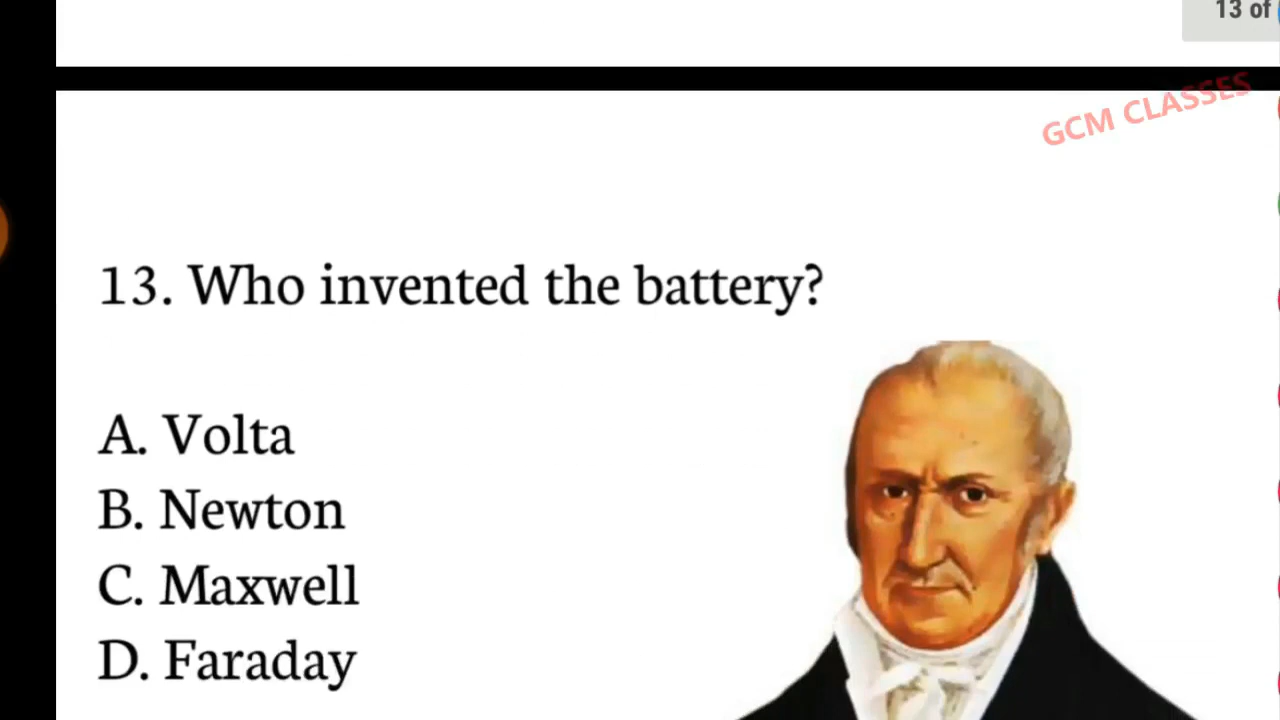 13 of
GCM CLASSES
13. Who invented the battery?
A. Volta
B. Newton
C. Maxwell
D. Faraday